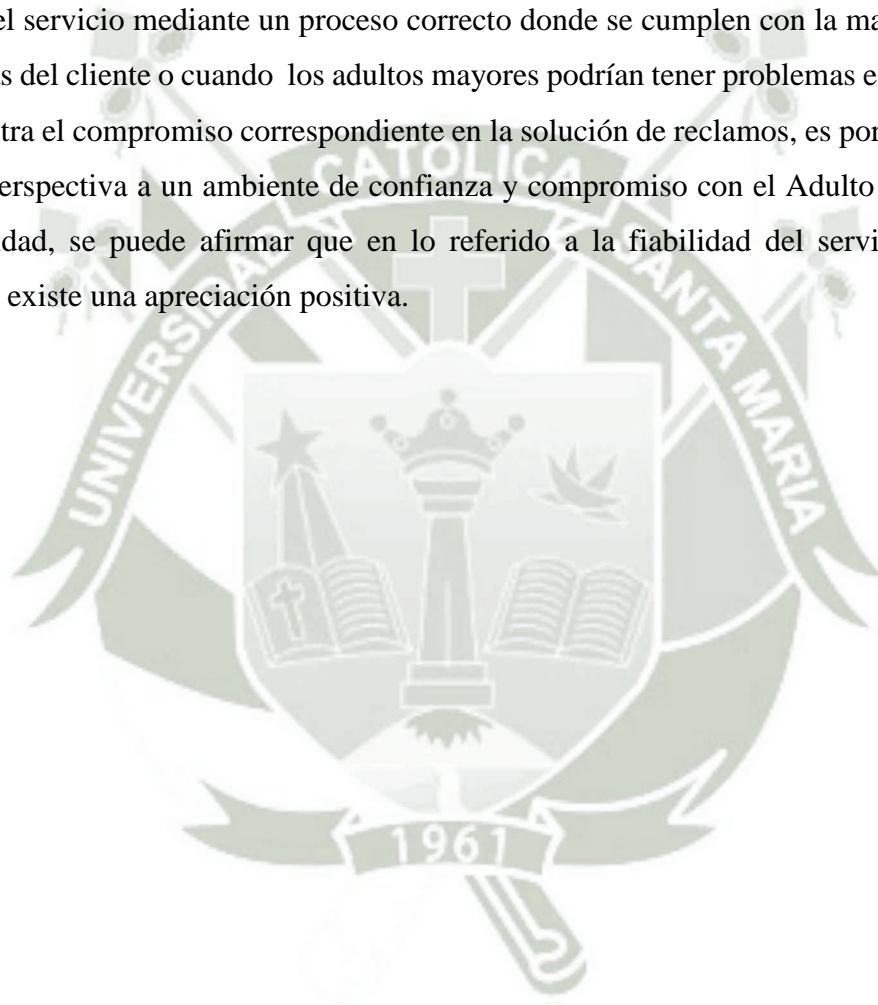 el servicio mediante un proceso correcto donde se cumplen con la ma
s del cliente o cuando los adultos mayores podrían tener problemas e
tra el compromiso correspondiente en la solución de reclamos, es por
erspectiva a un ambiente de confianza y compromiso con el Adulto
idad, se puede afirmar que en lo referido a la fiabilidad del servi
existe una apreciación positiva.
UNIVERSIDAD CATOLICA SANTA MARIA
1961